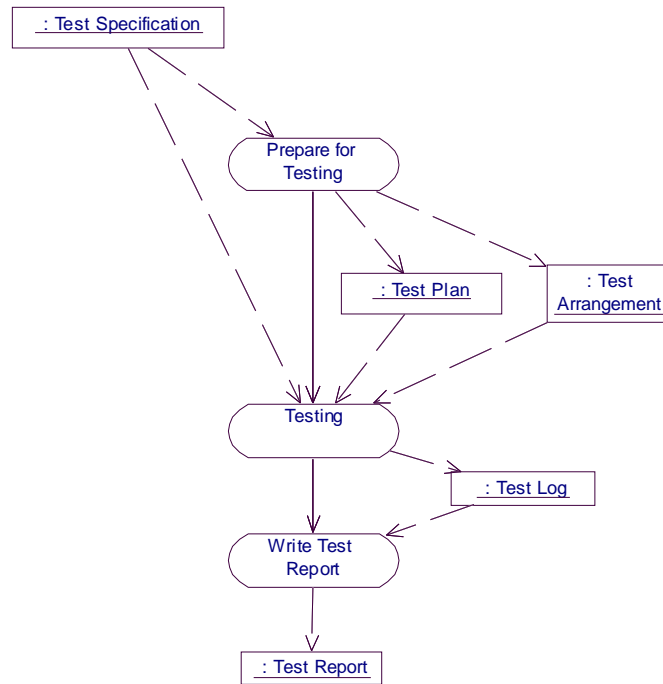 : Test Specification
Prepare for
Testing
: Test Plan
: Test
Arrangement
Testing
: Test Log
Write Test
Report
: Test Report